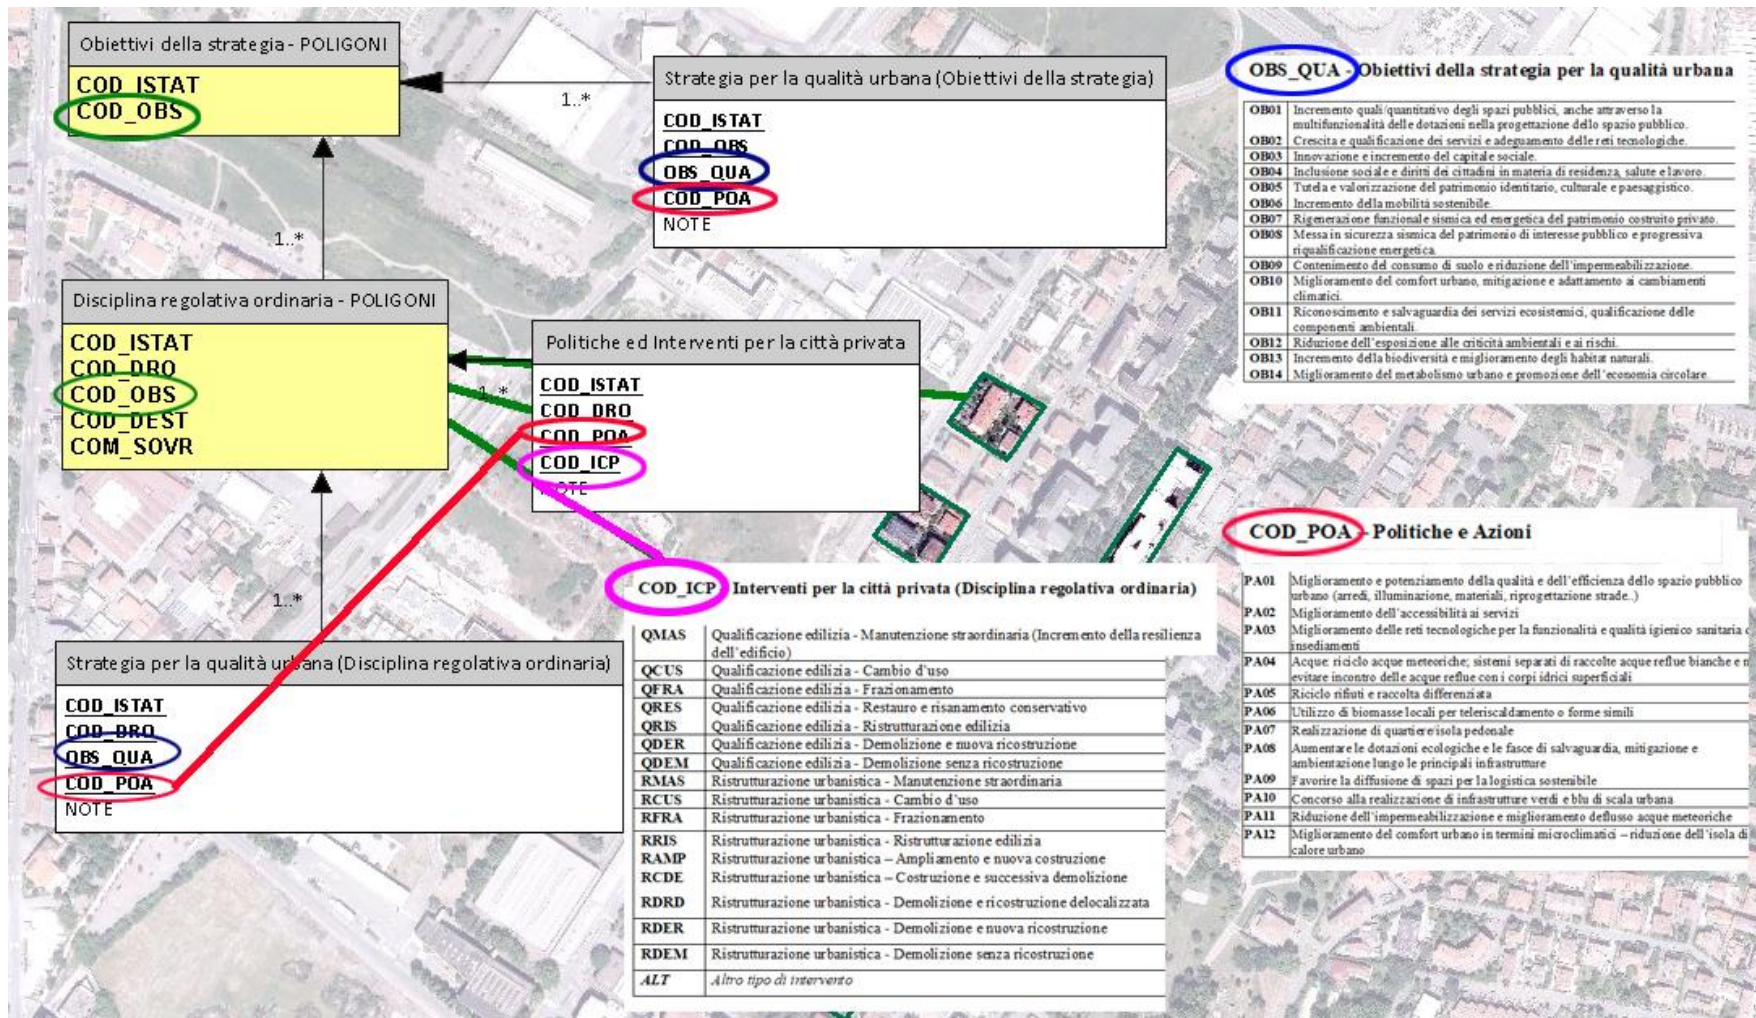 Obiettivi della strategia - POLIGONI
COD_ISTAT
COD_OBS
1..*
Strategia per la qualità urbana (Obiettivi della strategia)
COD_ISTAT
COD_OBS
OBS_QUA
COD_POA
NOTE
1..*
Disciplina regolativa ordinaria - POLIGONI
COD_ISTAT
COD_DRO
COD_OBS
COD_DEST
COM_SOVR
1..*
Politiche ed Interventi per la città privata
COD_ISTAT
COD_DRO
COD_POA
COD_ICP
NOTE
1..*
Strategia per la qualità urbana (Disciplina regolativa ordinaria)
COD_ISTAT
COD_DRO
OBS_QUA
COD_POA
NOTE
COD_ICP - Interventi per la città privata (Disciplina regolativa ordinaria)
QMAS Qualificazione edilizia - Manutenzione straordinaria (Incremento della resilienza
dell'edificio)
QCUS Qualificazione edilizia - Cambio d'uso
QFRA Qualificazione edilizia - Frazionamento
QRES Qualificazione edilizia - Restauro e risanamento conservativo
QRIS Qualificazione edilizia - Ristrutturazione edilizia
QDER Qualificazione edilizia - Demolizione e nuova ricostruzione
QDEM Qualificazione edilizia - Demolizione senza ricostruzione
RMAS Ristrutturazione urbanistica - Manutenzione straordinaria
RCUS Ristrutturazione urbanistica - Cambio d'uso
RFRA Ristrutturazione urbanistica - Frazionamento
RRIS Ristrutturazione urbanistica - Ristrutturazione edilizia
RAMP Ristrutturazione urbanistica – Ampliamento e nuova costruzione
RCDE Ristrutturazione urbanistica – Costruzione e successiva demolizione
RDRD Ristrutturazione urbanistica - Demolizione e ricostruzione delocalizzata
RDER Ristrutturazione urbanistica - Demolizione e nuova ricostruzione
RDEM Ristrutturazione urbanistica - Demolizione senza ricostruzione
ALT Altro tipo di intervento
OBS_QUA - Obiettivi della strategia per la qualità urbana
OB01 Incremento quali/quantitativo degli spazi pubblici, anche attraverso la
multifunzionalità delle dotazioni nella progettazione dello spazio pubblico.
OB02 Crescita e qualificazione dei servizi e adeguamento delle reti tecnologiche.
OB03 Innovazione e incremento del capitale sociale.
OB04 Inclusione sociale e diritti dei cittadini in materia di residenza, salute e lavoro.
OB05 Tutela e valorizzazione del patrimonio identitario, culturale e paesaggistico.
OB06 Incremento della mobilità sostenibile.
OB07 Rigenerazione funzionale sismica ed energetica del patrimonio costruito privato.
OB08 Messa in sicurezza sismica del patrimonio di interesse pubblico e progressiva
riqualificazione energetica.
OB09 Contenimento del consumo di suolo e riduzione dell'impermeabilizzazione.
OB10 Miglioramento del comfort urbano, mitigazione e adattamento ai cambiamenti
climatici.
OB11 Riconoscimento e salvaguardia dei servizi ecosistemici, qualificazione delle
componenti ambientali.
OB12 Riduzione dell'esposizione alle criticità ambientali e ai rischi.
OB13 Incremento della biodiversità e miglioramento degli habitat naturali.
OB14 Miglioramento del metabolismo urbano e promozione dell'economia circolare.
COD_POA – Politiche e Azioni
PA01 Miglioramento e potenziamento della qualità e dell'efficienza dello spazio pubblico
urbano (arredi, illuminazione, materiali, riprogettazione strade..)
PA02 Miglioramento dell'accessibilità ai servizi
PA03 Miglioramento delle reti tecnologiche per la funzionalità e qualità igienico sanitaria
insediamenti
PA04 Acque: riciclo acque meteoriche; sistemi separati di raccolte acque reflue bianche e
evitare incontro delle acque reflue con i corpi idrici superficiali
PA05 Riciclo rifiuti e raccolta differenziata
PA06 Utilizzo di biomasse locali per teleriscaldamento o forme simili
PA07 Realizzazione di quartiere/isola pedonale
PA08 Aumentare le dotazioni ecologiche e le fasce di salvaguardia, mitigazione e
ambientazione lungo le principali infrastrutture
PA09 Favorire la diffusione di spazi per la logistica sostenibile
PA10 Concorso alla realizzazione di infrastrutture verdi e blu di scala urbana
PA11 Riduzione dell'impermeabilizzazione e miglioramento deflusso acque meteoriche
PA12 Miglioramento del comfort urbano in termini microclimatici – riduzione dell'isola di
calore urbano